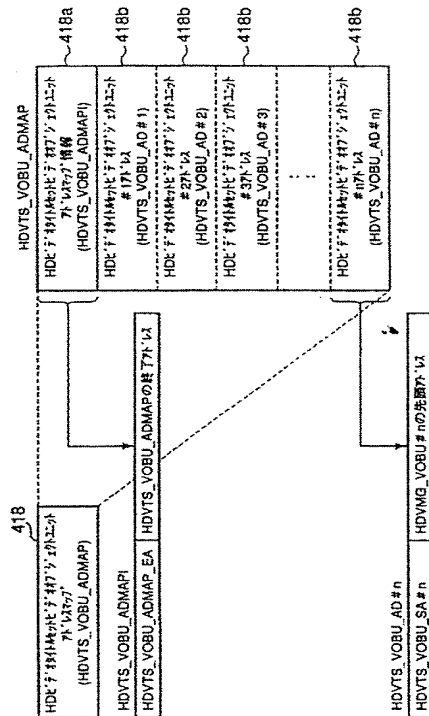 418
HDビデオタイトルセットビデオオブジェクトユニット
アドレスマップ
(HDVTS_VOBU_ADMAP)
HDVTS_VOBU_ADMAP
HDビデオタイトルセットビデオオブジェクトユニット
アドレスマップ情報
(HDVTS_VOBU_ADMAPI)
418a
HDビデオタイトルセットビデオオブジェクトユニット
#1アドレス
(HDVTS_VOBU_AD#1)
418b
HDビデオタイトルセットビデオオブジェクトユニット
#2アドレス
(HDVTS_VOBU_AD#2)
418b
HDビデオタイトルセットビデオオブジェクトユニット
#3アドレス
(HDVTS_VOBU_AD#3)
418b
HDビデオタイトルセットビデオオブジェクトユニット
#nアドレス
(HDVTS_VOBU_AD#n)
418b
HDVTS_VOBU_ADMAPI
HDVTS_VOBU_ADMAP_EA
HDVTS_VOBU_ADMAPの終了アドレス
HDVTS_VOBU_AD#n
HDVTS_VOBU_SA#n
HDVMG_VOBU#nの先頭アドレス